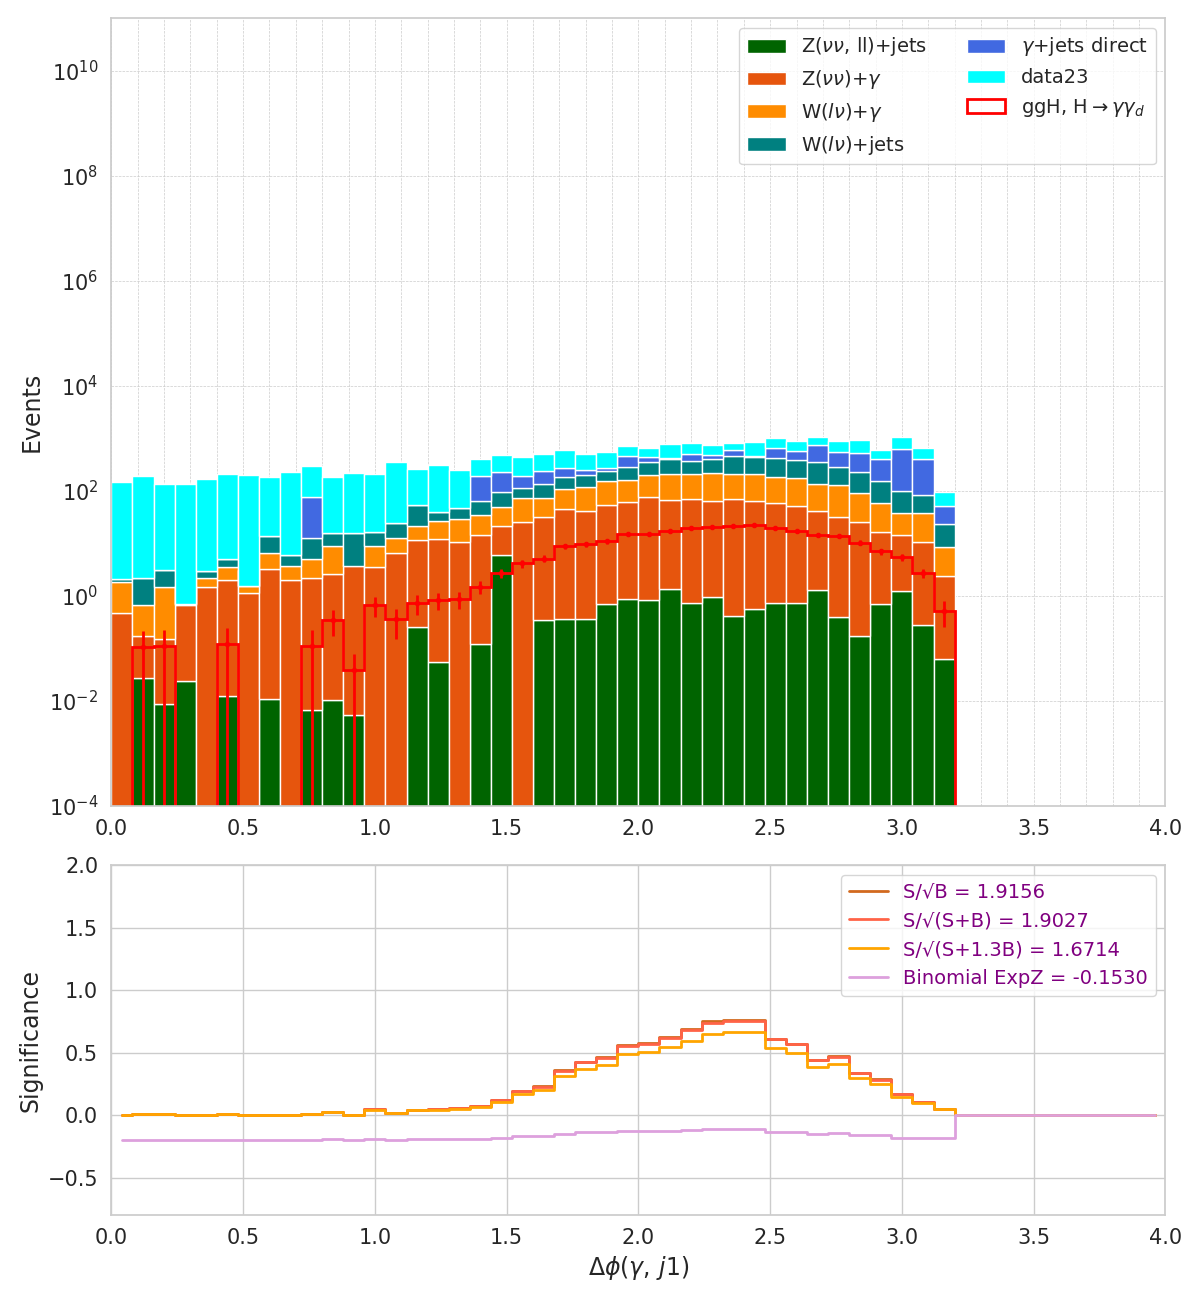 Z(νν, ll)+jets
Z(νν)+γ
W(lν)+γ
W(lν)+jets
γ+jets direct
data23
ggH, H→γγ_d
Events
10^10
10^8
10^6
10^4
10^2
10^0
10^−2
10^−4
0.0 0.5 1.0 1.5 2.0 2.5 3.0 3.5 4.0
S/√B = 1.9156
S/√(S+B) = 1.9027
S/√(S+1.3B) = 1.6714
Binomial ExpZ = -0.1530
Significance
2.0
1.5
1.0
0.5
0.0
−0.5
0.0 0.5 1.0 1.5 2.0 2.5 3.0 3.5 4.0
Δϕ(γ, j1)